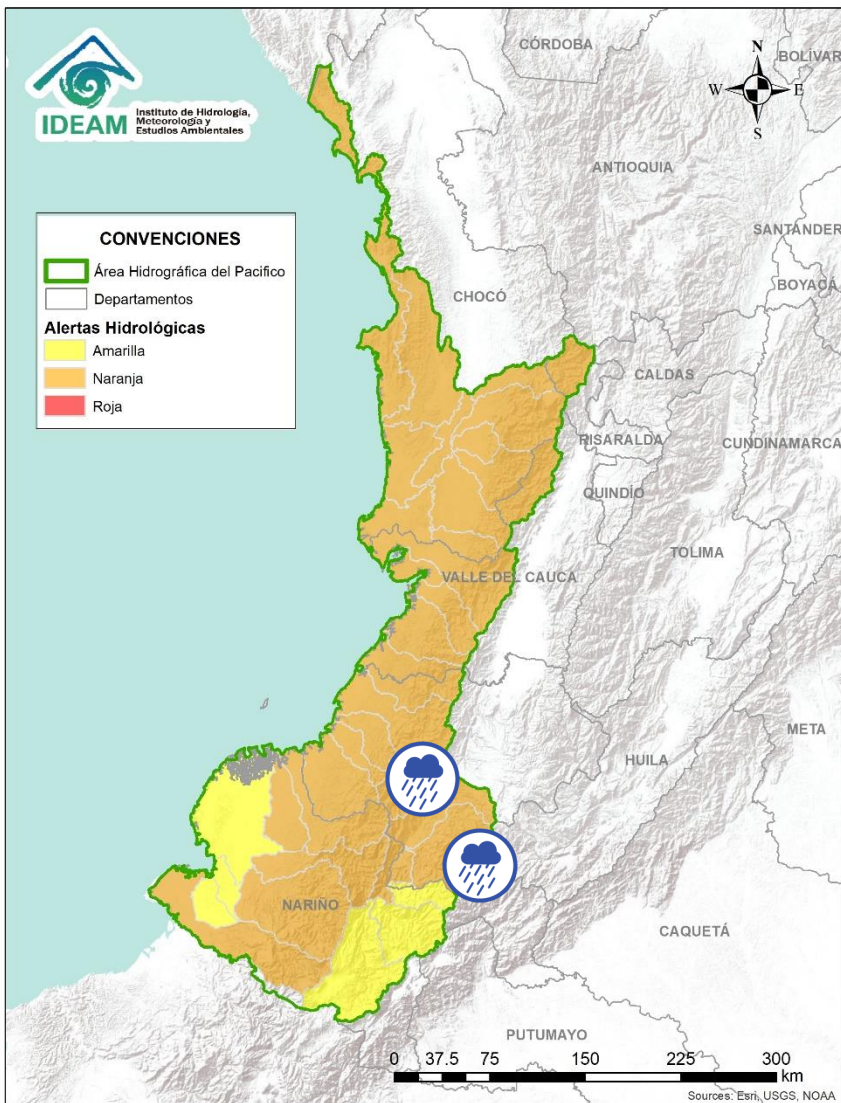 IDEAM
Instituto de Hidrología,
Meteorología y
Estudios Ambientales
CÓRDOBA
BOLÍVAR
N
W
E
S
ANTIOQUIA
SANTANDER
BOYACÁ
CONVENCIONES
Área Hidrográfica del Pacifico
Departamentos
Alertas Hidrológicas
Amarilla
Naranja
Roja
CHOCÓ
CALDAS
RISARALDA
CUNDINAMARCA
QUINDÍO
TOLIMA
VALLE DEL CAUCA
META
HUILA
NARIÑO
CAQUETÁ
PUTUMAYO
0 37.5 75 150 225 300
km
Sources: Esri, USGS, NOAA